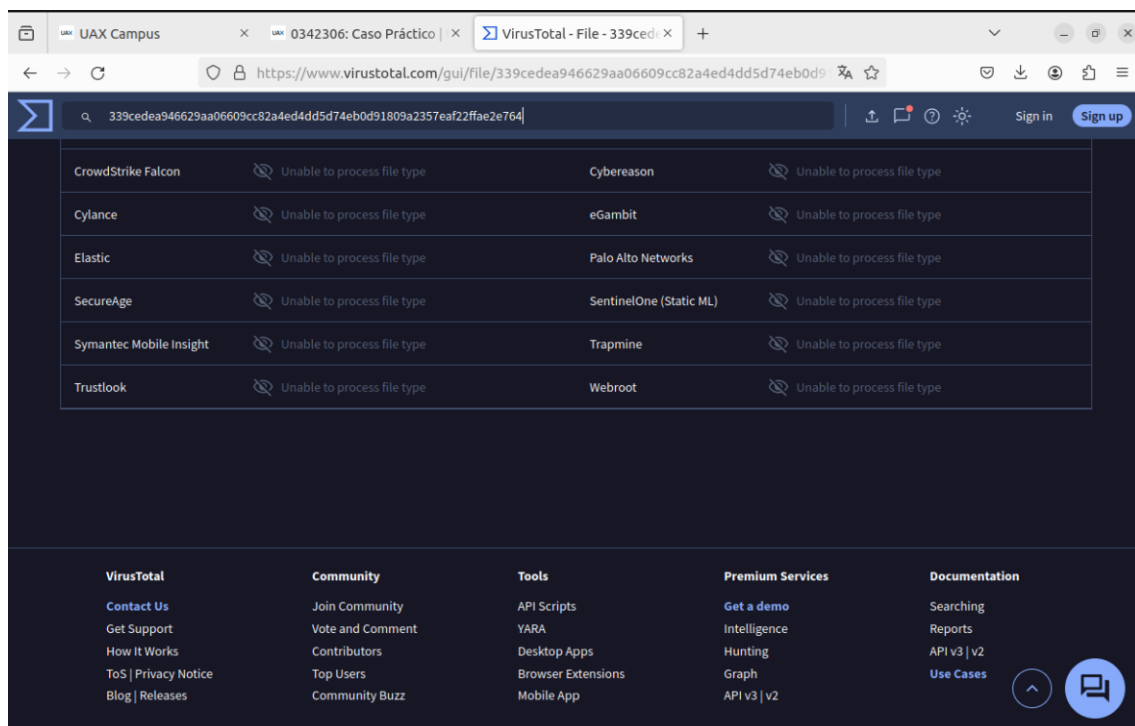 UAX UAX Campus
UAX 0342306: Caso Práctico |
VirusTotal - File - 339cede
https://www.virustotal.com/gui/file/339cedea946629aa06609cc82a4ed4dd5d74eb0d9
339cedea946629aa06609cc82a4ed4dd5d74eb0d91809a2357eaf22ffae2e764
Sign in
Sign up
CrowdStrike Falcon Unable to process file type Cybereason Unable to process file type
Cylance Unable to process file type eGambit Unable to process file type
Elastic Unable to process file type Palo Alto Networks Unable to process file type
SecureAge Unable to process file type SentinelOne (Static ML) Unable to process file type
Symantec Mobile Insight Unable to process file type Trapmine Unable to process file type
Trustlook Unable to process file type Webroot Unable to process file type
VirusTotal
Contact Us
Get Support
How It Works
ToS | Privacy Notice
Blog | Releases
Community
Join Community
Vote and Comment
Contributors
Top Users
Community Buzz
Tools
API Scripts
YARA
Desktop Apps
Browser Extensions
Mobile App
Premium Services
Get a demo
Intelligence
Hunting
Graph
API v3 | v2
Documentation
Searching
Reports
API v3 | v2
Use Cases